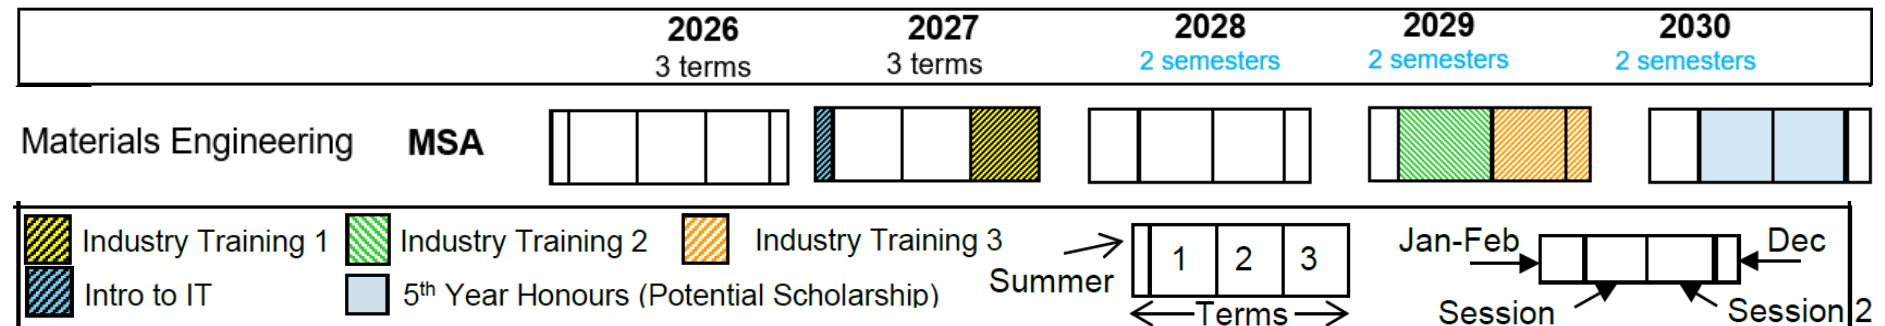 2026 2027 2028 2029 2030
3 terms 3 terms 2 semesters 2 semesters 2 semesters
Materials Engineering MSA
Industry Training 1 Industry Training 2 Industry Training 3
Intro to IT 5th Year Honours (Potential Scholarship)
Summer 1 2 3
Terms
Jan-Feb Dec
Session Session 2